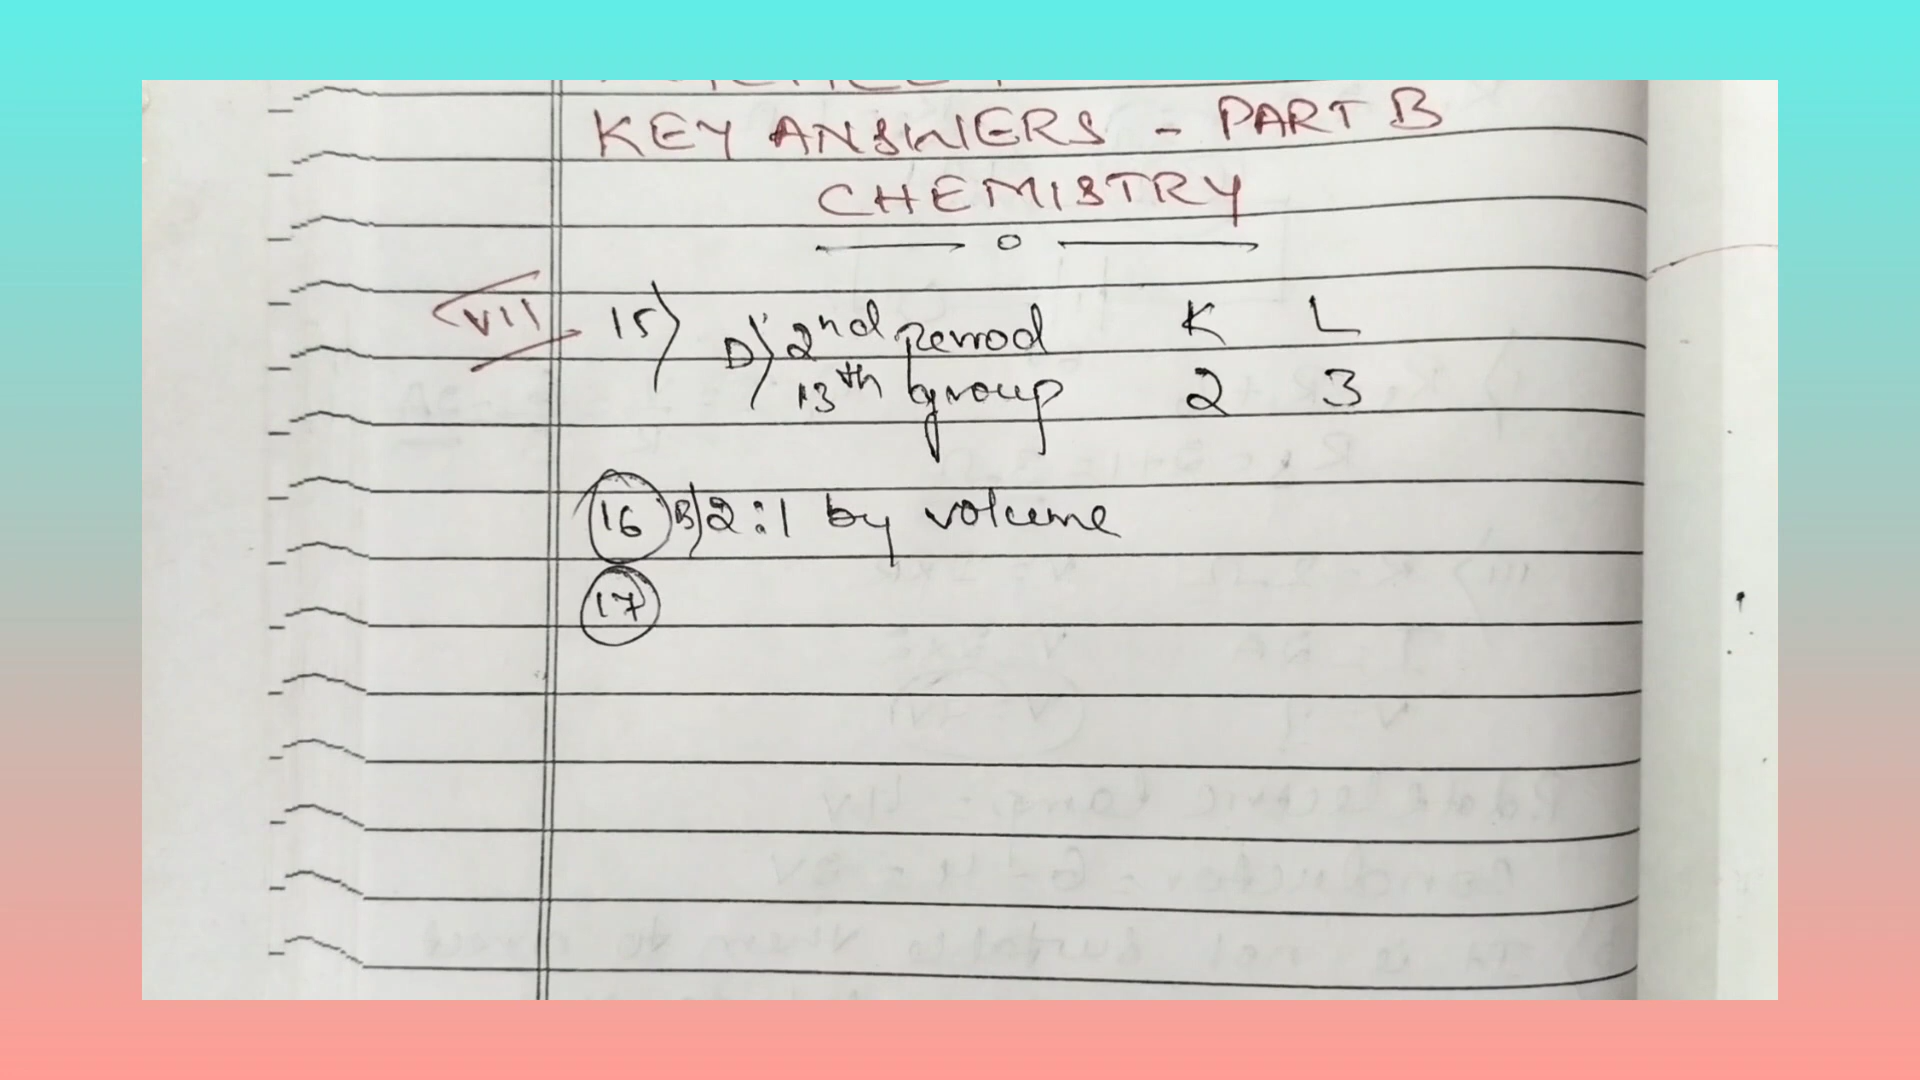 KEY ANSWERS - PART B
CHEMISTRY
VII 15) D) 2nd period K L
13th group 2 3
16 B) 2:1 by volume
17